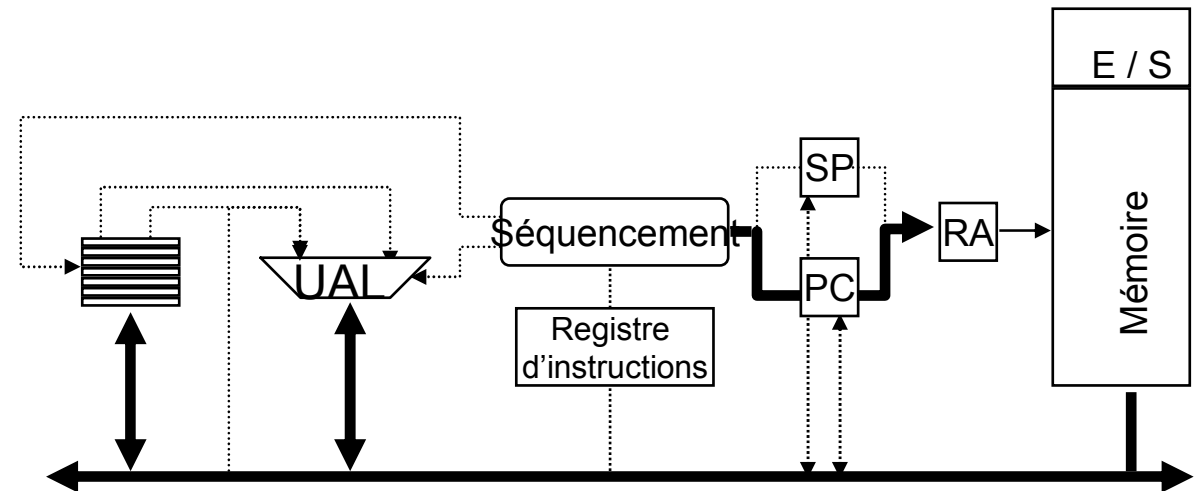 E / S
SP
Séquencement
RA
UAL
PC
Mémoire
Registre
d’instructions